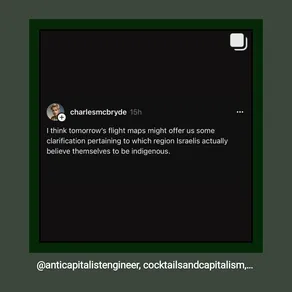 charlesmcbryde 15h
I think tomorrow's flight maps might offer us some
clarification pertaining to which region Israelis actually
believe themselves to be indigenous.
@anticapitalistengineer, cocktailsandcapitalism,...